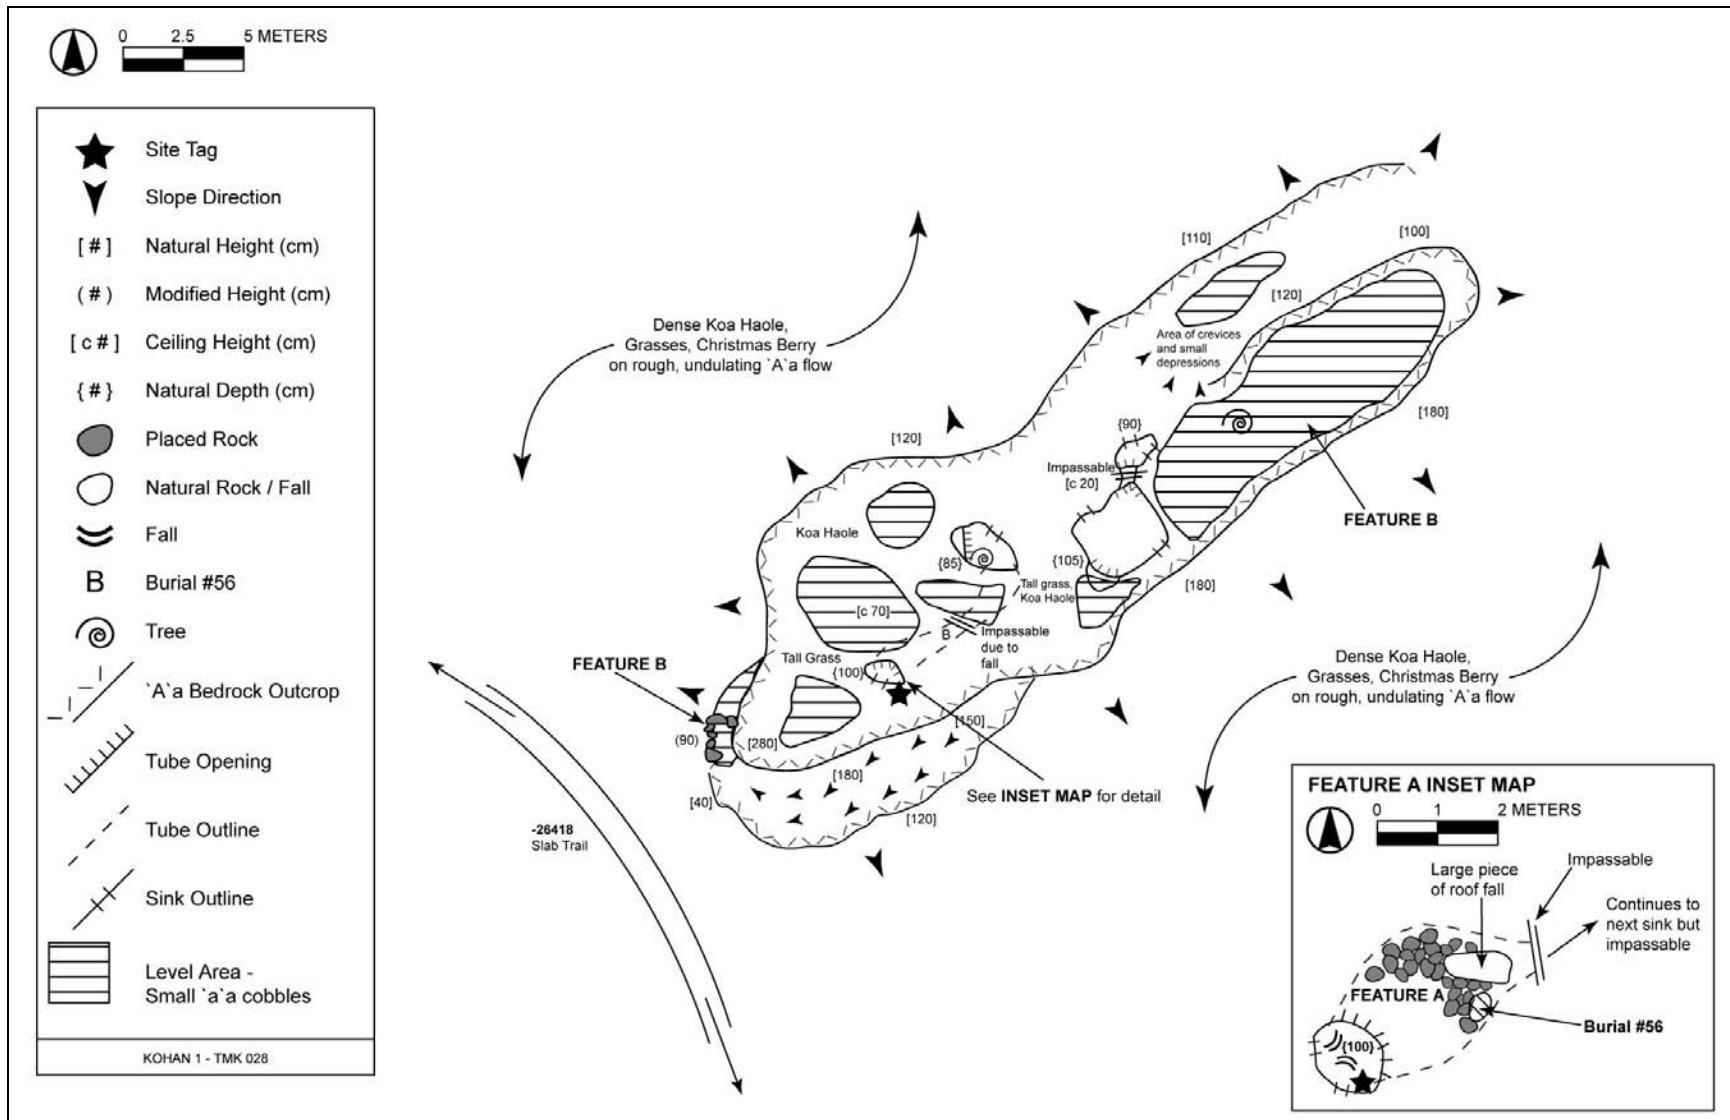 0 2.5 5 METERS
Site Tag
Slope Direction
[ # ] Natural Height (cm)
( # ) Modified Height (cm)
[ c # ] Ceiling Height (cm)
{ # } Natural Depth (cm)
Placed Rock
Natural Rock / Fall
Fall
B Burial #56
Tree
`A`a Bedrock Outcrop
Tube Opening
Tube Outline
Sink Outline
Level Area -
Small `a`a cobbles
KOHAN 1 - TMK 028
Dense Koa Haole,
Grasses, Christmas Berry
on rough, undulating `A`a flow
[110]
[100]
[120]
Area of crevices
and small
depressions
[180]
FEATURE B
{90}
Impassable
[c 20]
[120]
Koa Haole
{85}
{105}
Tall grass,
Koa Haole
[180]
[c 70]
B
Impassable
due to
fall
Tall Grass
{100}
FEATURE B
(90)
[280]
[150]
[180]
[40]
[120]
See INSET MAP for detail
-26418
Slab Trail
Dense Koa Haole,
Grasses, Christmas Berry
on rough, undulating `A`a flow
FEATURE A INSET MAP
0 1 2 METERS
Impassable
Large piece
of roof fall
Continues to
next sink but
impassable
FEATURE A
Burial #56
{100}